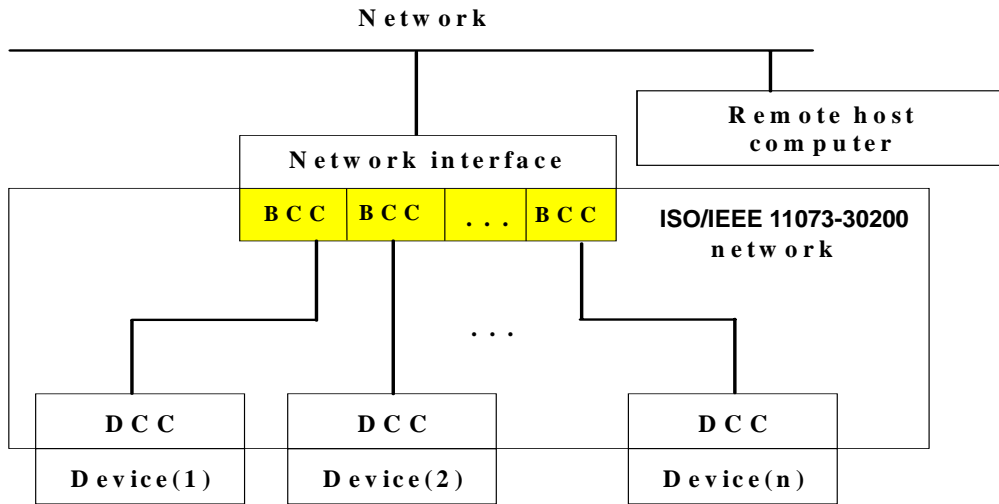 Network
Remote host
computer
Network interface
BCC BCC ... BCC
ISO/IEEE 11073-30200
network
...
DCC DCC DCC
Device(1) Device(2) Device(n)